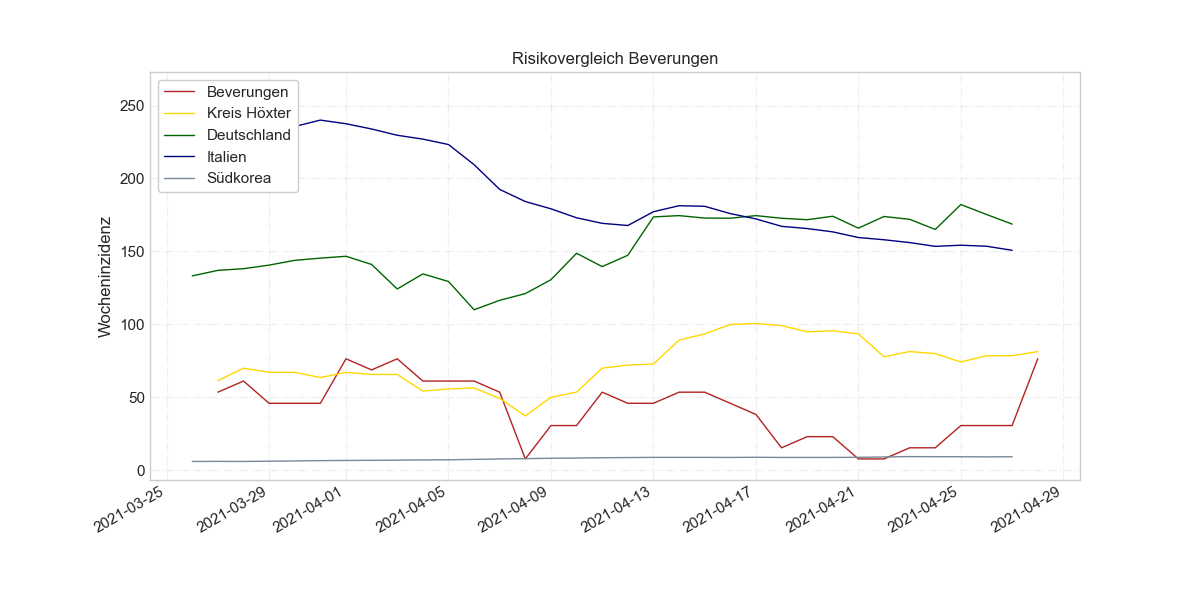 Risikovergleich Beverungen
Beverungen
Kreis Höxter
Deutschland
Italien
Südkorea
Wocheninzidenz
250
200
150
100
50
0
2021-03-25
2021-03-29
2021-04-01
2021-04-05
2021-04-09
2021-04-13
2021-04-17
2021-04-21
2021-04-25
2021-04-29